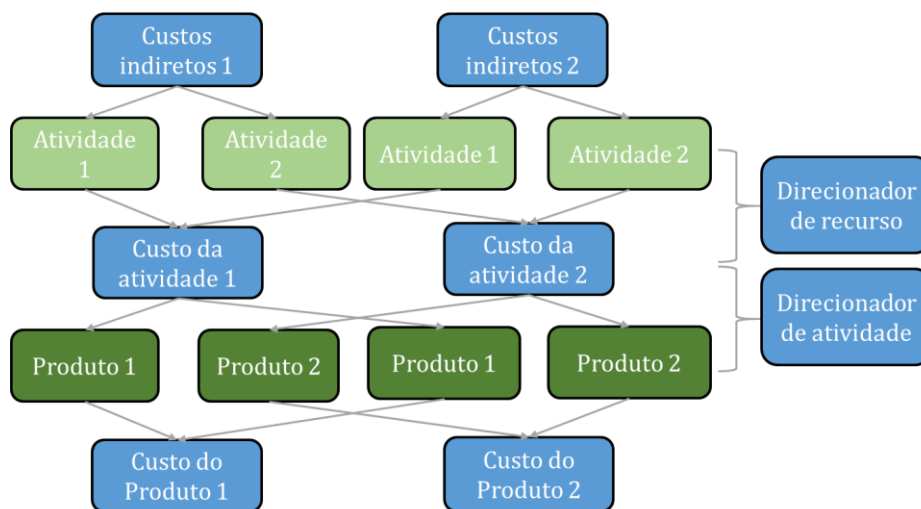 Custos
indiretos 1
Custos
indiretos 2
Atividade
1
Atividade
2
Atividade 1
Atividade 2
Direcionador
de recurso
Custo da
atividade 1
Custo da
atividade 2
Direcionador
de atividade
Produto 1
Produto 2
Produto 1
Produto 2
Custo do
Produto 1
Custo do
Produto 2